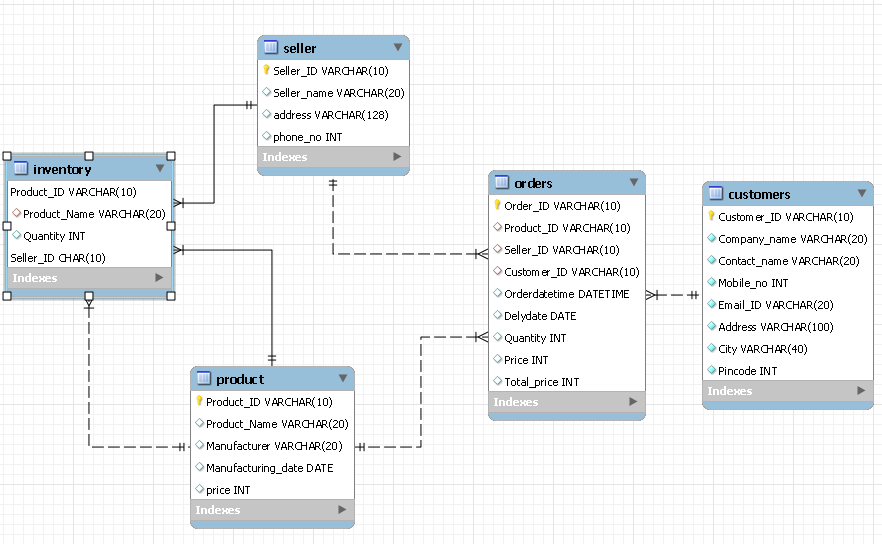 seller
Seller_ID VARCHAR(10)
Seller_name VARCHAR(20)
address VARCHAR(128)
phone_no INT
Indexes
inventory
Product_ID VARCHAR(10)
Product_Name VARCHAR(20)
Quantity INT
Seller_ID CHAR(10)
Indexes
product
Product_ID VARCHAR(10)
Product_Name VARCHAR(20)
Manufacturer VARCHAR(20)
Manufacturing_date DATE
price INT
Indexes
orders
Order_ID VARCHAR(10)
Product_ID VARCHAR(10)
Seller_ID VARCHAR(10)
Customer_ID VARCHAR(10)
Orderdatetime DATETIME
Delydate DATE
Quantity INT
Price INT
Total_price INT
Indexes
customers
Customer_ID VARCHAR(10)
Company_name VARCHAR(20)
Contact_name VARCHAR(20)
Mobile_no INT
Email_ID VARCHAR(20)
Address VARCHAR(100)
City VARCHAR(40)
Pincode INT
Indexes